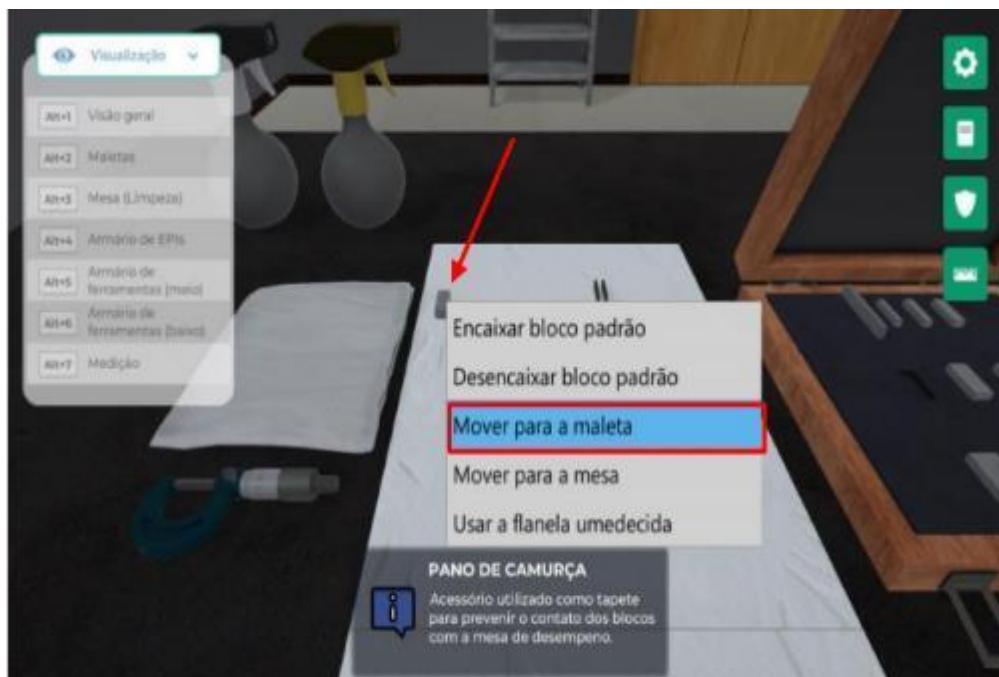 Visualização
Alt+1 Visão geral
Alt+2 Maletas
Alt+3 Mesa (Limpeza)
Alt+4 Armário de EPIs
Alt+5 Armário de
ferramentas (meio)
Alt+6 Armário de
ferramentas (baixo)
Alt+7 Medição
Encaixar bloco padrão
Desencaixar bloco padrão
Mover para a maleta
Mover para a mesa
Usar a flanela umedecida
PANO DE CAMURÇA
Acessório utilizado como tapete
para prevenir o contato dos blocos
com a mesa de desempeno.